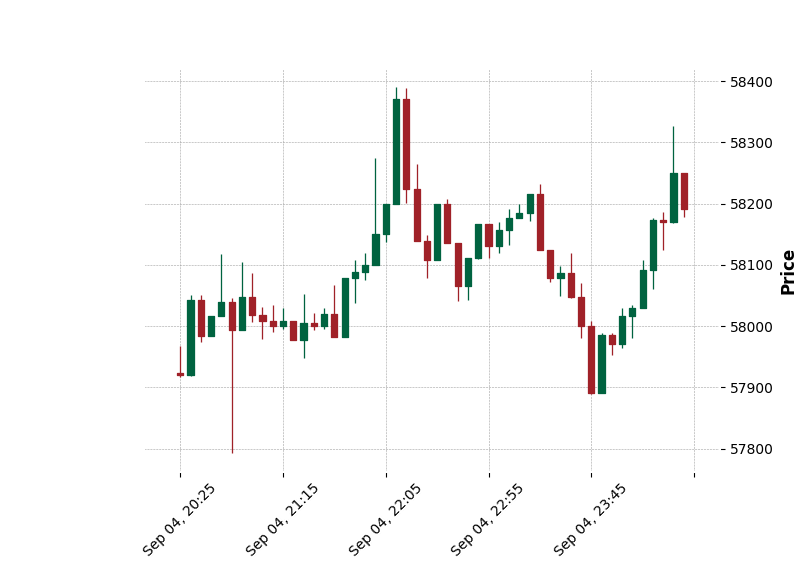 58400
58300
58200
58100
58000
57900
57800
Price
Sep 04, 20:25
Sep 04, 21:15
Sep 04, 22:05
Sep 04, 22:55
Sep 04, 23:45